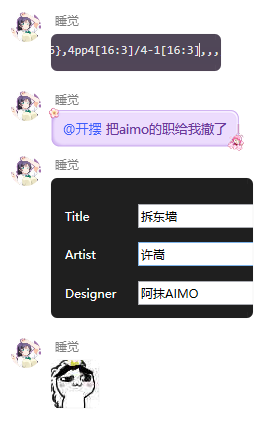 睡觉
5},4pp4[16:3]/4-1[16:3],,,
睡觉
@开摆 把aimo的职给我撤了
睡觉
Title 拆东墙
Artist 许嵩
Designer 阿抹AIMO
睡觉